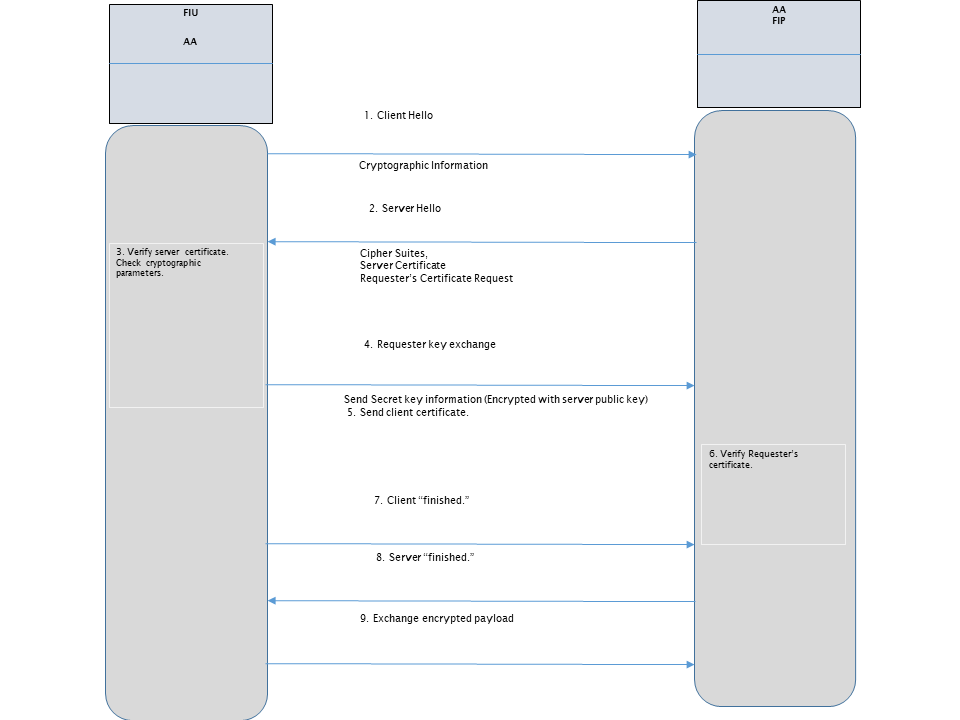 FIU
AA
AA
FIP
1. Client Hello
Cryptographic Information
2. Server Hello
3. Verify server certificate.
Check cryptographic
parameters.
Cipher Suites,
Server Certificate
Requester's Certificate Request
4. Requester key exchange
Send Secret key information (Encrypted with server public key)
5. Send client certificate.
6. Verify Requester's
certificate.
7. Client “finished.”
8. Server “finished.”
9. Exchange encrypted payload